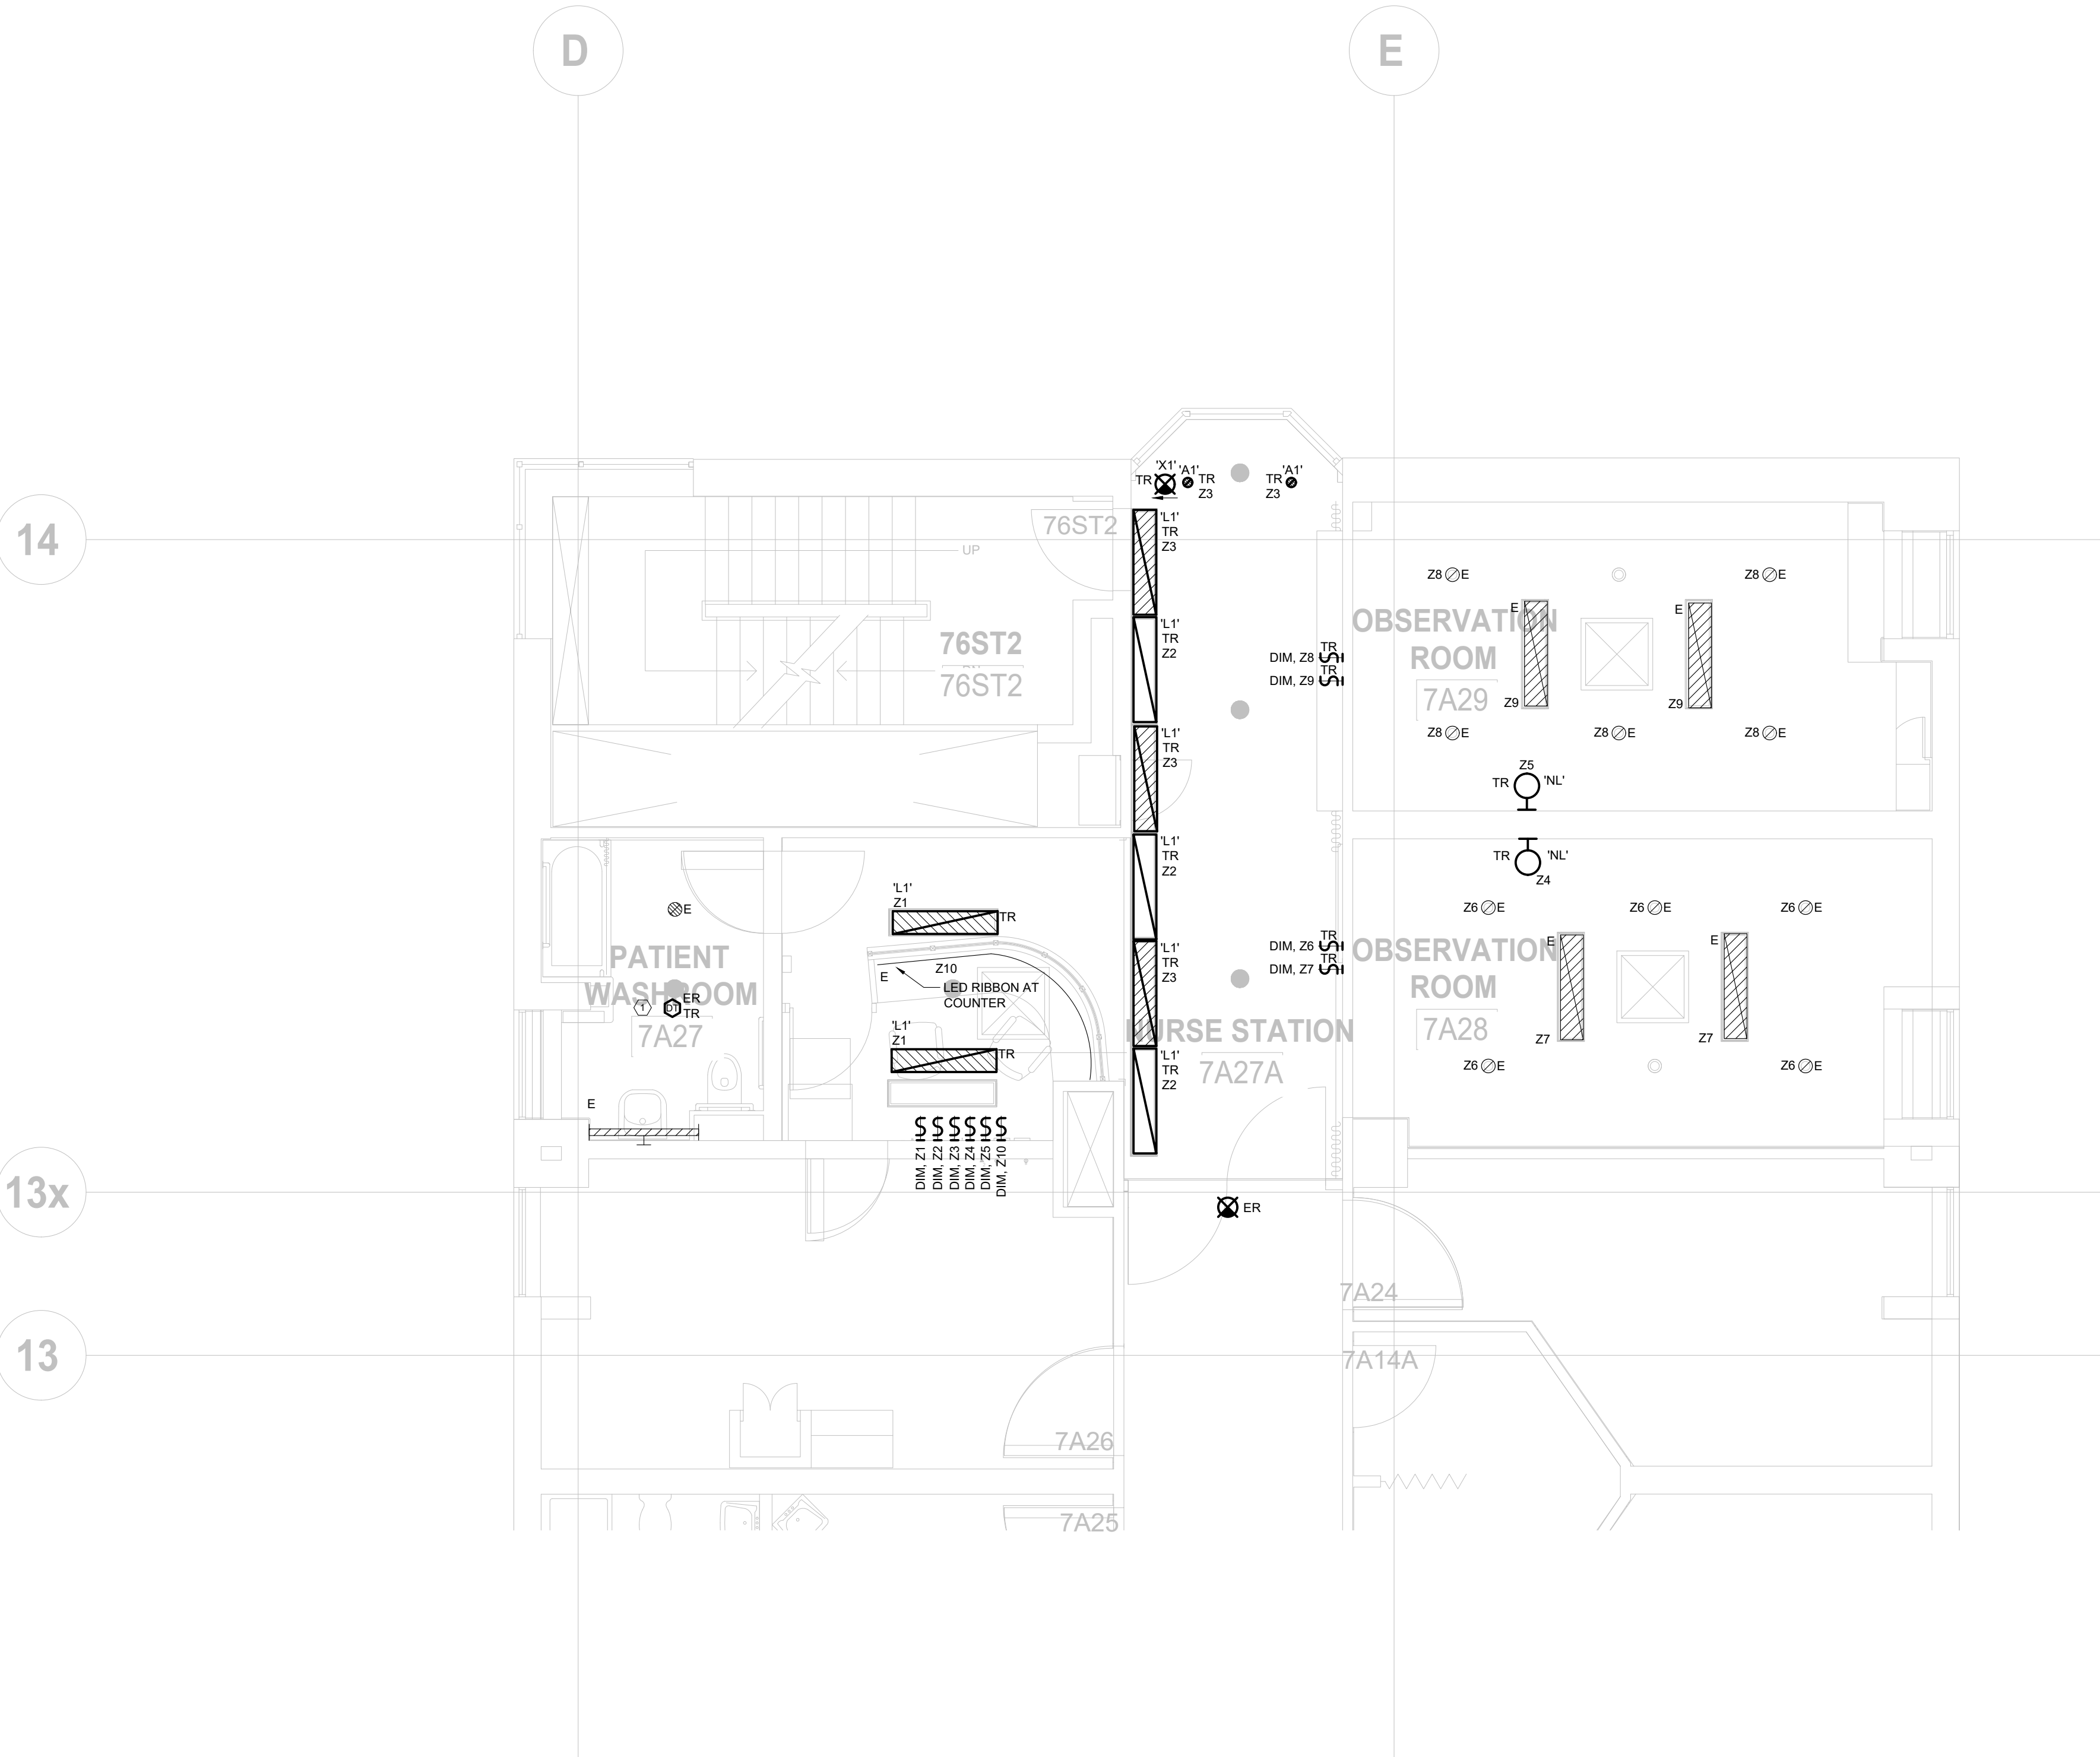 D
E
'X1'
TR
'A1'
TR
Z3
'A1'
TR
Z3
14
76ST2
'L1'
TR
Z3
UP
Z8
E
Z8
E
'L1'
TR
Z2
76ST2
76ST2
TR
DIM, Z8
TR
DIM, Z9
OBSERVATION
ROOM
7A29
E
E
Z9
Z9
'L1'
TR
Z3
Z8
E
Z8
E
Z8
E
Z5
TR
'NL'
'L1'
TR
Z2
TR
'NL'
Z4
'L1'
Z1
TR
E
Z6
E
Z6
E
Z6
E
PATIENT
WASHROOM
7A27
1
DT
ER
TR
E
Z10
LED RIBBON AT
COUNTER
'L1'
TR
Z3
TR
DIM, Z6
TR
DIM, Z7
OBSERVATION
ROOM
7A28
E
E
Z7
Z7
'L1'
Z1
TR
NURSE STATION
7A27A
'L1'
TR
Z2
Z6
E
Z6
E
E
$ $ $ $ $ $
DIM, Z1
DIM, Z2
DIM, Z3
DIM, Z4
DIM, Z5
DIM, Z10
13x
ER
7A24
13
7A14A
7A26
7A25